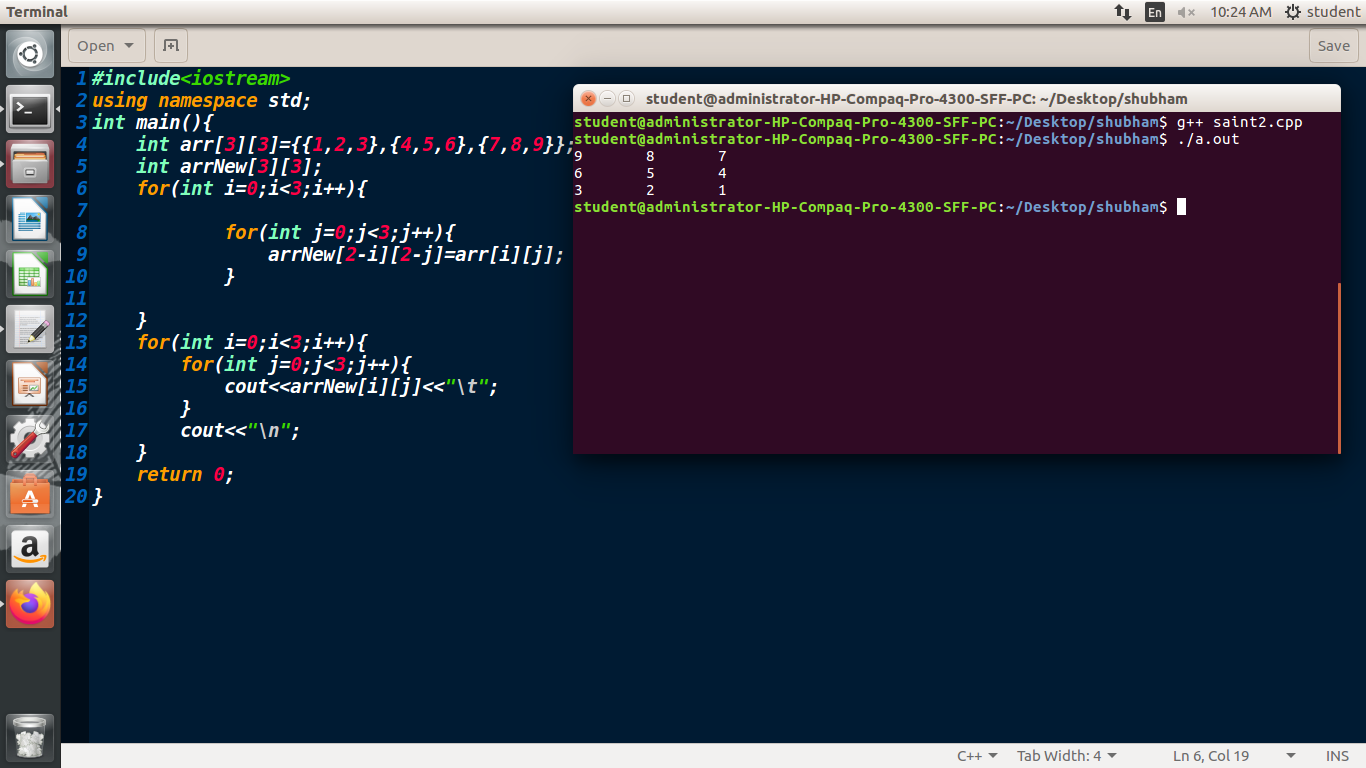 Terminal
En
10:24 AM
student
Open
Save
1 #include<iostream>
2 using namespace std;
3 int main(){
4     int arr[3][3]={{1,2,3},{4,5,6},{7,8,9}};
5     int arrNew[3][3];
6     for(int i=0;i<3;i++){
7
8             for(int j=0;j<3;j++){
9                 arrNew[2-i][2-j]=arr[i][j];
10             }
11
12     }
13     for(int i=0;i<3;i++){
14         for(int j=0;j<3;j++){
15             cout<<arrNew[i][j]<<"\t";
16         }
17         cout<<"\n";
18     }
19     return 0;
20 }
student@administrator-HP-Compaq-Pro-4300-SFF-PC: ~/Desktop/shubham
student@administrator-HP-Compaq-Pro-4300-SFF-PC:~/Desktop/shubham$ g++ saint2.cpp
student@administrator-HP-Compaq-Pro-4300-SFF-PC:~/Desktop/shubham$ ./a.out
9       8       7
6       5       4
3       2       1
student@administrator-HP-Compaq-Pro-4300-SFF-PC:~/Desktop/shubham$
C++
Tab Width: 4
Ln 6, Col 19
INS